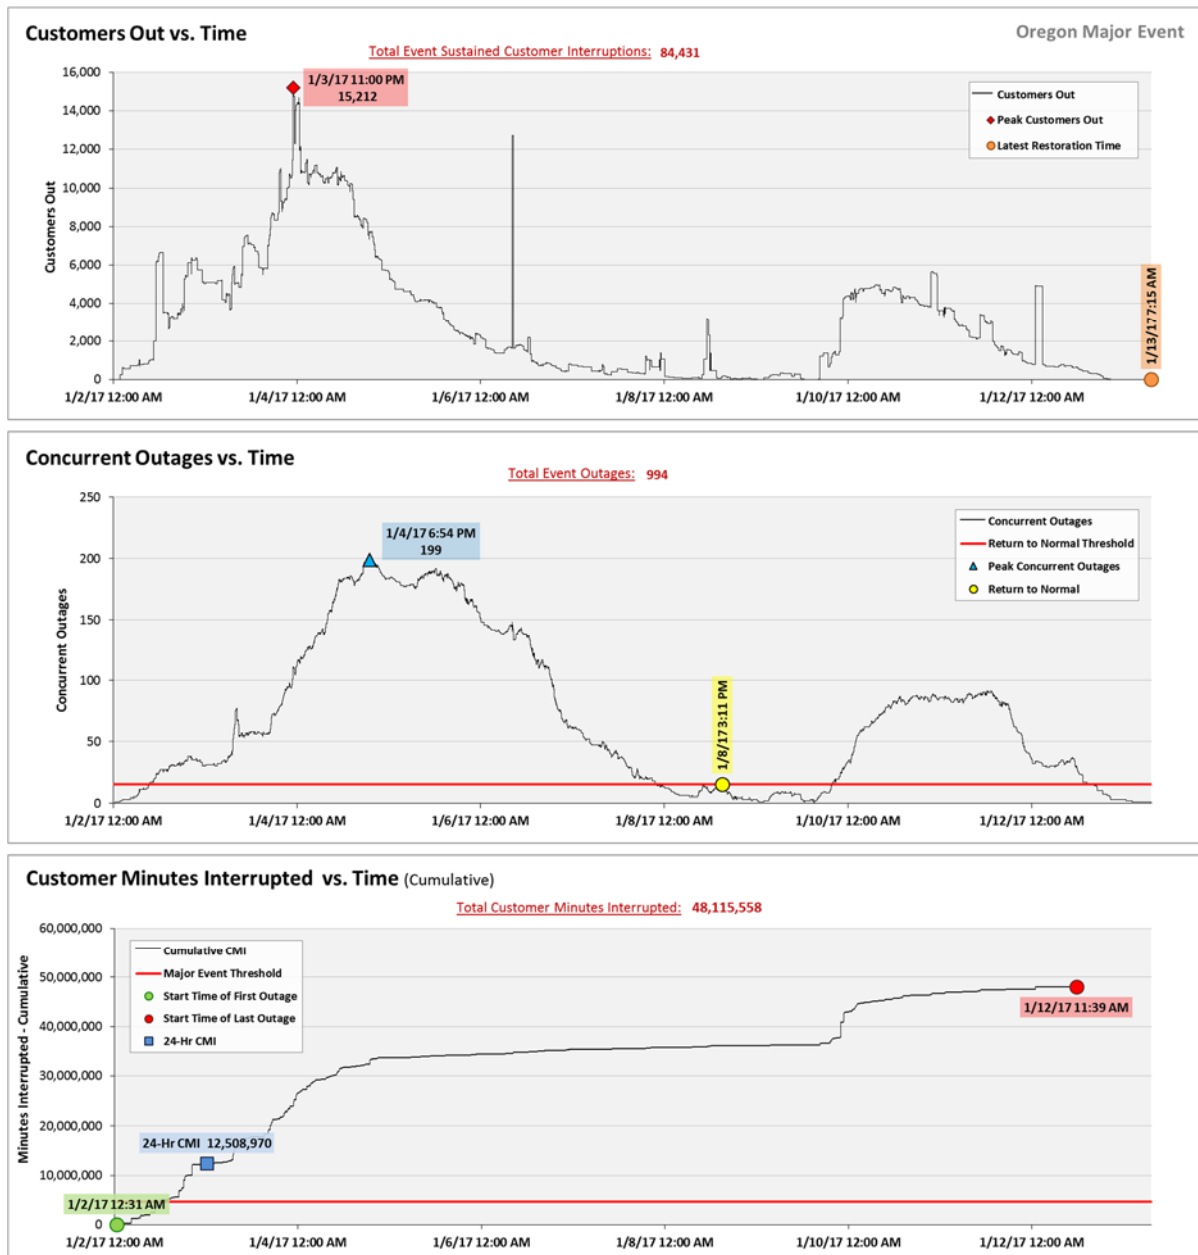 Customers Out vs. Time
Oregon Major Event
Total Event Sustained Customer Interruptions: 84,431
16,000
14,000
12,000
10,000
8,000
6,000
4,000
2,000
0
Customers Out
1/3/17 11:00 PM
15,212
Customers Out
Peak Customers Out
Latest Restoration Time
1/13/17 7:15 AM
1/2/17 12:00 AM
1/4/17 12:00 AM
1/6/17 12:00 AM
1/8/17 12:00 AM
1/10/17 12:00 AM
1/12/17 12:00 AM
Concurrent Outages vs. Time
Total Event Outages: 994
250
200
150
100
50
0
Concurrent Outages
1/4/17 6:54 PM
199
Concurrent Outages
Return to Normal Threshold
Peak Concurrent Outages
Return to Normal
1/8/17 3:11 PM
1/2/17 12:00 AM
1/4/17 12:00 AM
1/6/17 12:00 AM
1/8/17 12:00 AM
1/10/17 12:00 AM
1/12/17 12:00 AM
Customer Minutes Interrupted vs. Time (Cumulative)
Total Customer Minutes Interrupted: 48,115,558
60,000,000
50,000,000
40,000,000
30,000,000
20,000,000
10,000,000
0
Minutes Interrupted - Cumulative
Cumulative CMI
Major Event Threshold
Start Time of First Outage
Start Time of Last Outage
24-Hr CMI
1/12/17 11:39 AM
24-Hr CMI 12,508,970
1/2/17 12:31 AM
1/2/17 12:00 AM
1/4/17 12:00 AM
1/6/17 12:00 AM
1/8/17 12:00 AM
1/10/17 12:00 AM
1/12/17 12:00 AM